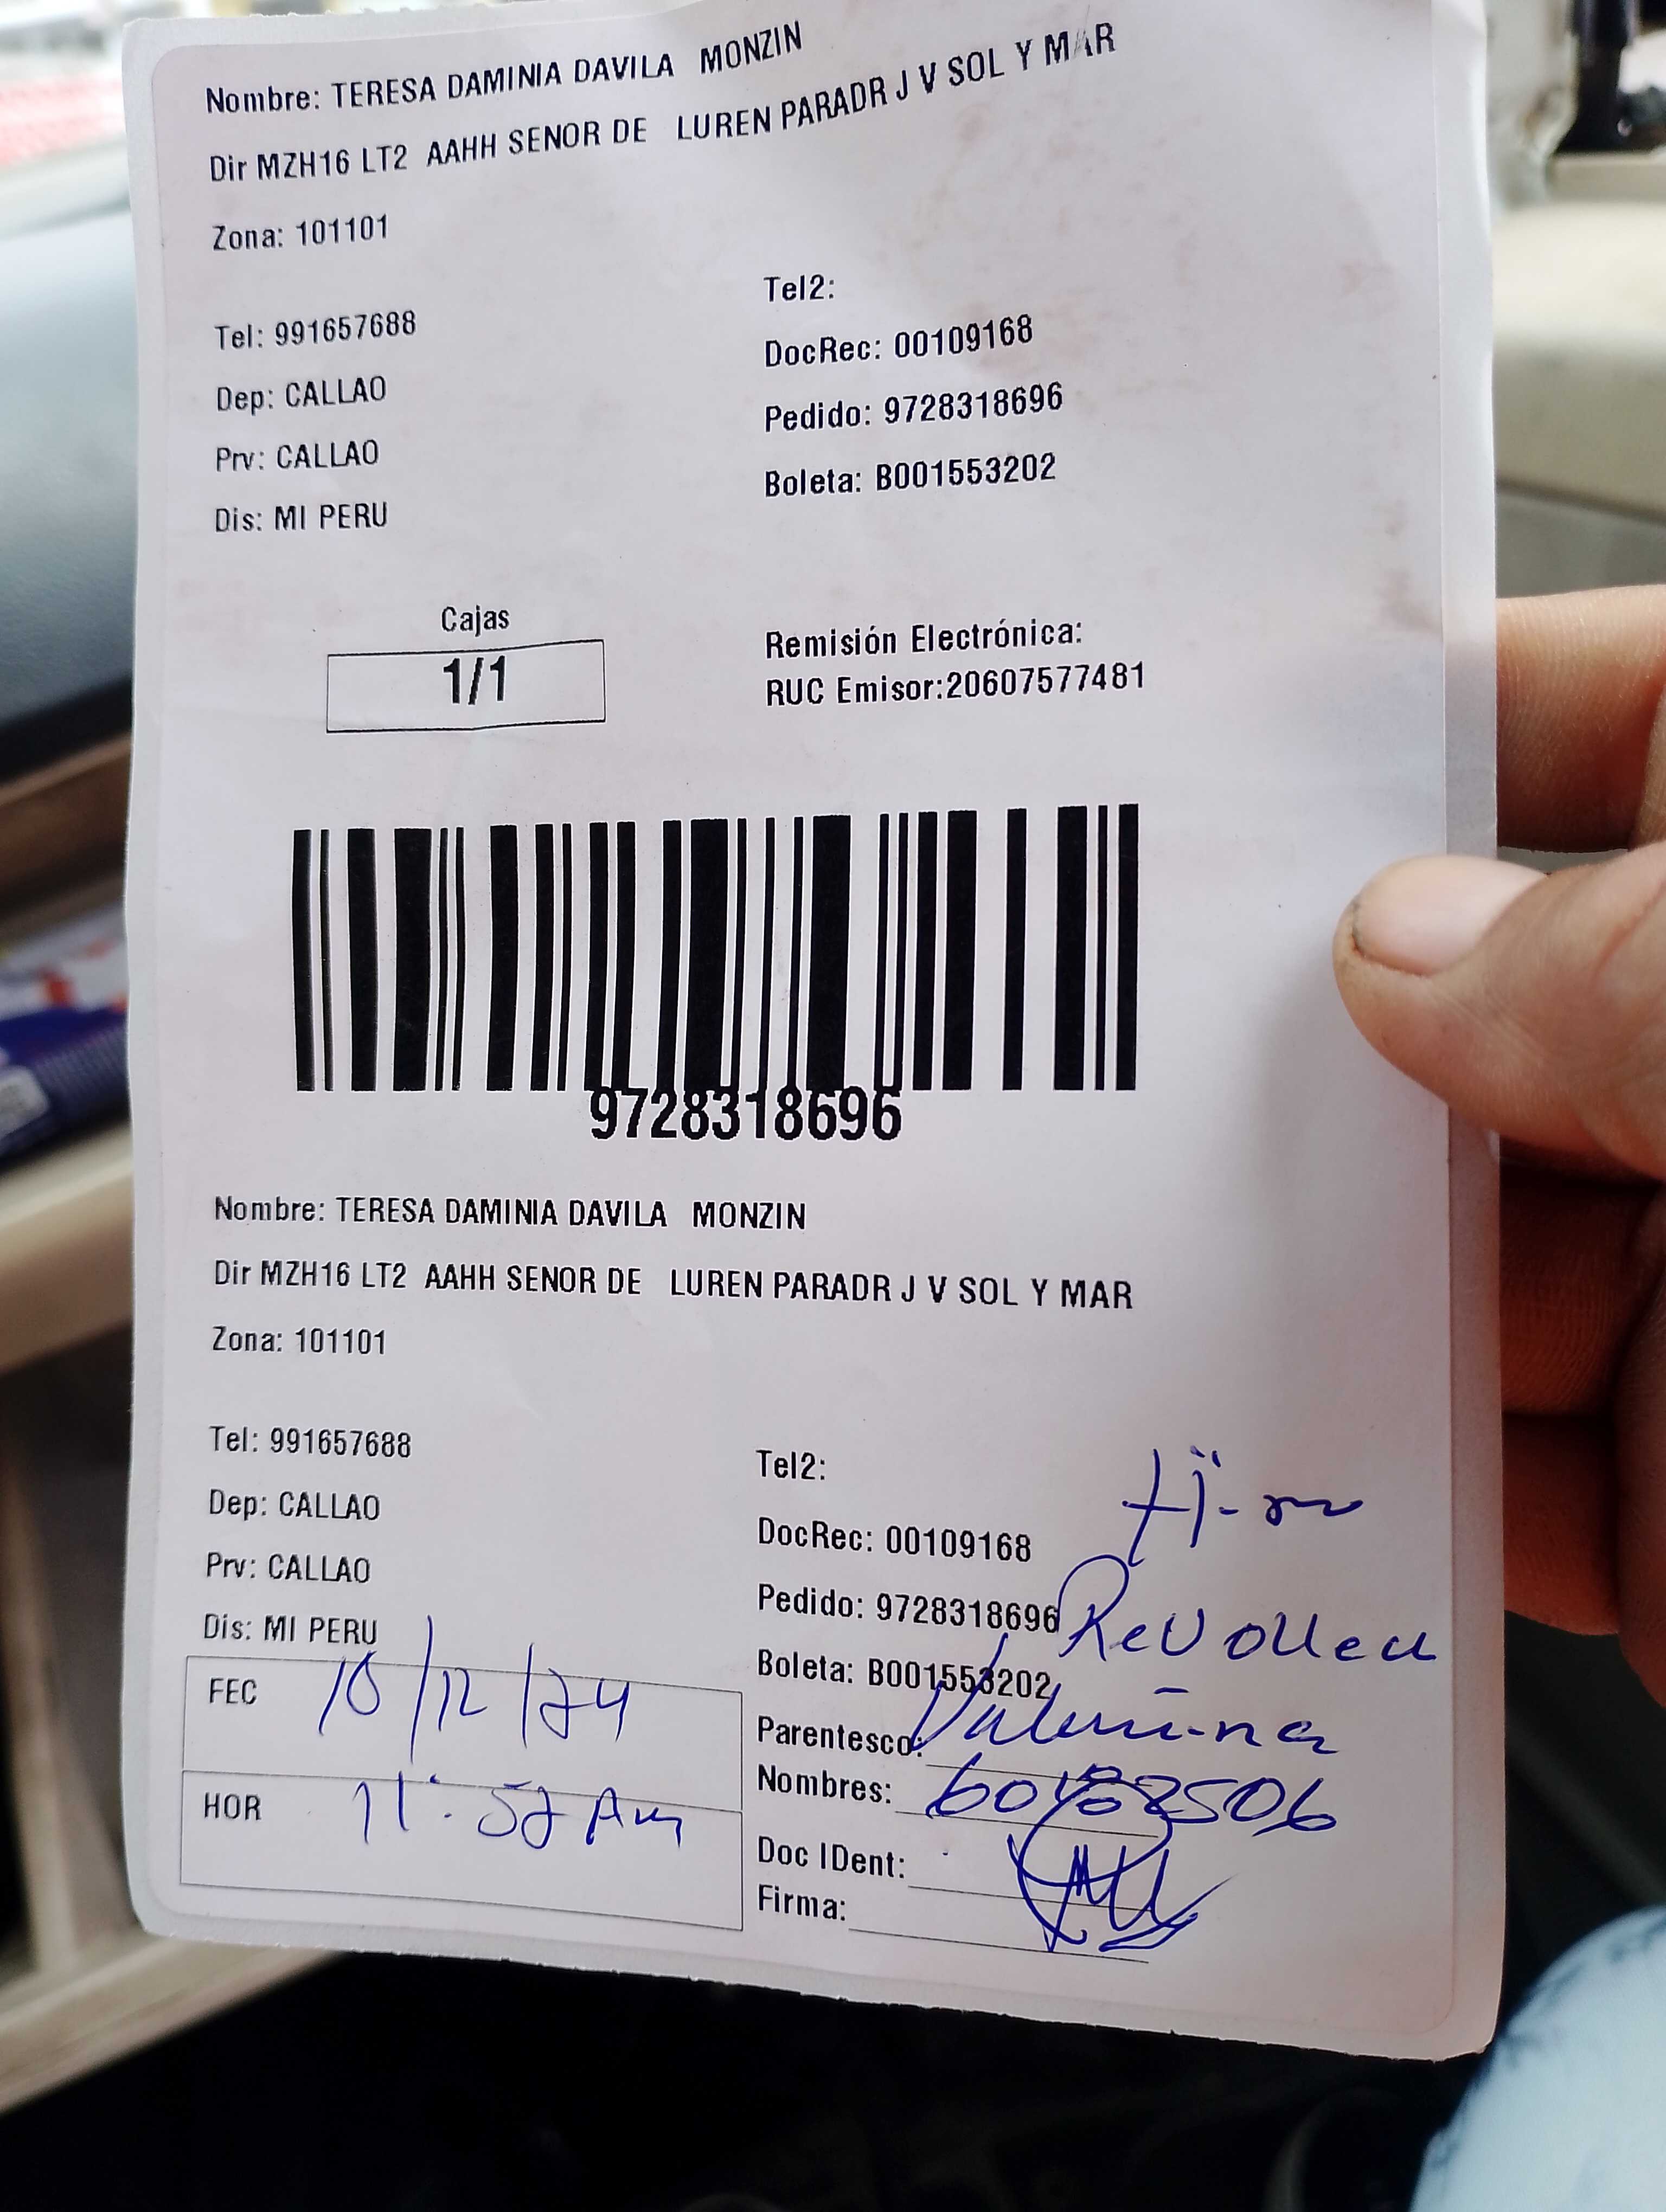 Nombre: TERESA DAMINIA DAVILA MONZIN
Dir MZH16 LT2 AAHH SENOR DE LUREN PARADR J V SOL Y MAR
Zona: 101101
Tel2:
Tel: 991657688
DocRec: 00109168
Dep: CALLAO
Pedido: 9728318696
Prv: CALLAO
Boleta: B001553202
Dis: MI PERU
Cajas
1/1
Remisión Electrónica:
RUC Emisor:20607577481
9728318696
Nombre: TERESA DAMINIA DAVILA MONZIN
Dir MZH16 LT2 AAHH SENOR DE LUREN PARADR J V SOL Y MAR
Zona: 101101
Tel: 991657688
Tel2:
Dep: CALLAO
DocRec: 00109168
Prv: CALLAO
Pedido: 9728318696
Dis: MI PERU
Boleta: B001553202
FEC /12/24
Parentesco:
Nombres:
HOR 11:52 Am
Doc IDent:
Firma: